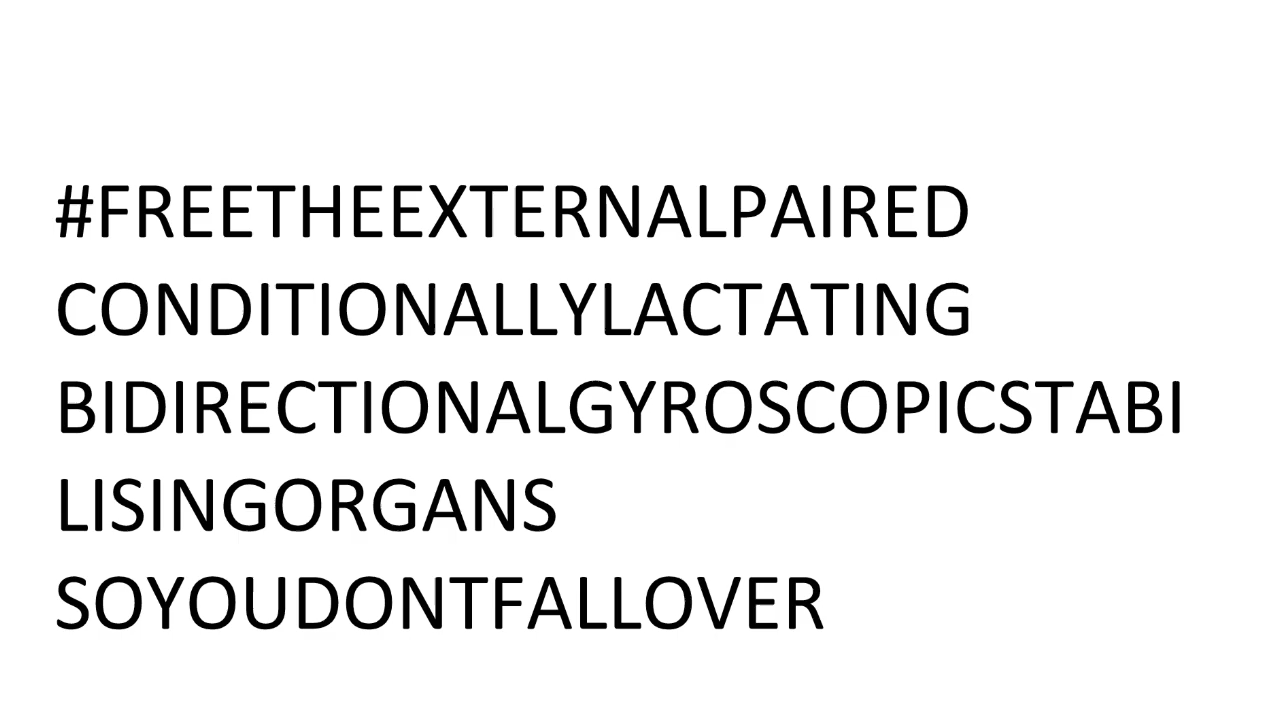 #FREETHEEXTERNALPAIRED
CONDITIONALLYLACTATING
BIDIRECTIONALGYROSCOPICSTABI
LISINGORGANS
SOYOUDONTFALLOVER